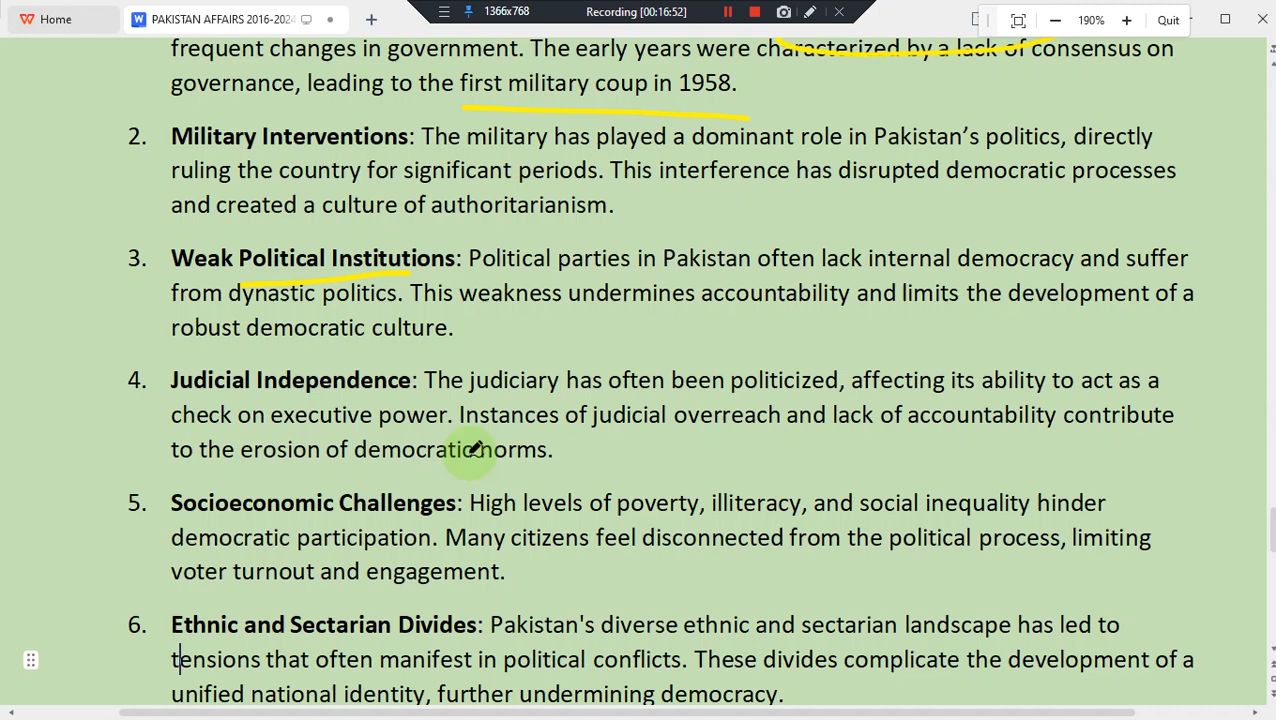 Home
PAKISTAN AFFAIRS 2016-2024
1366x768
Recording [00:16:52]
190%
Quit
frequent changes in government. The early years were characterized by a lack of consensus on
governance, leading to the first military coup in 1958.
2. Military Interventions: The military has played a dominant role in Pakistan’s politics, directly
ruling the country for significant periods. This interference has disrupted democratic processes
and created a culture of authoritarianism.
3. Weak Political Institutions: Political parties in Pakistan often lack internal democracy and suffer
from dynastic politics. This weakness undermines accountability and limits the development of a
robust democratic culture.
4. Judicial Independence: The judiciary has often been politicized, affecting its ability to act as a
check on executive power. Instances of judicial overreach and lack of accountability contribute
to the erosion of democratic norms.
5. Socioeconomic Challenges: High levels of poverty, illiteracy, and social inequality hinder
democratic participation. Many citizens feel disconnected from the political process, limiting
voter turnout and engagement.
6. Ethnic and Sectarian Divides: Pakistan's diverse ethnic and sectarian landscape has led to
tensions that often manifest in political conflicts. These divides complicate the development of a
unified national identity, further undermining democracy.